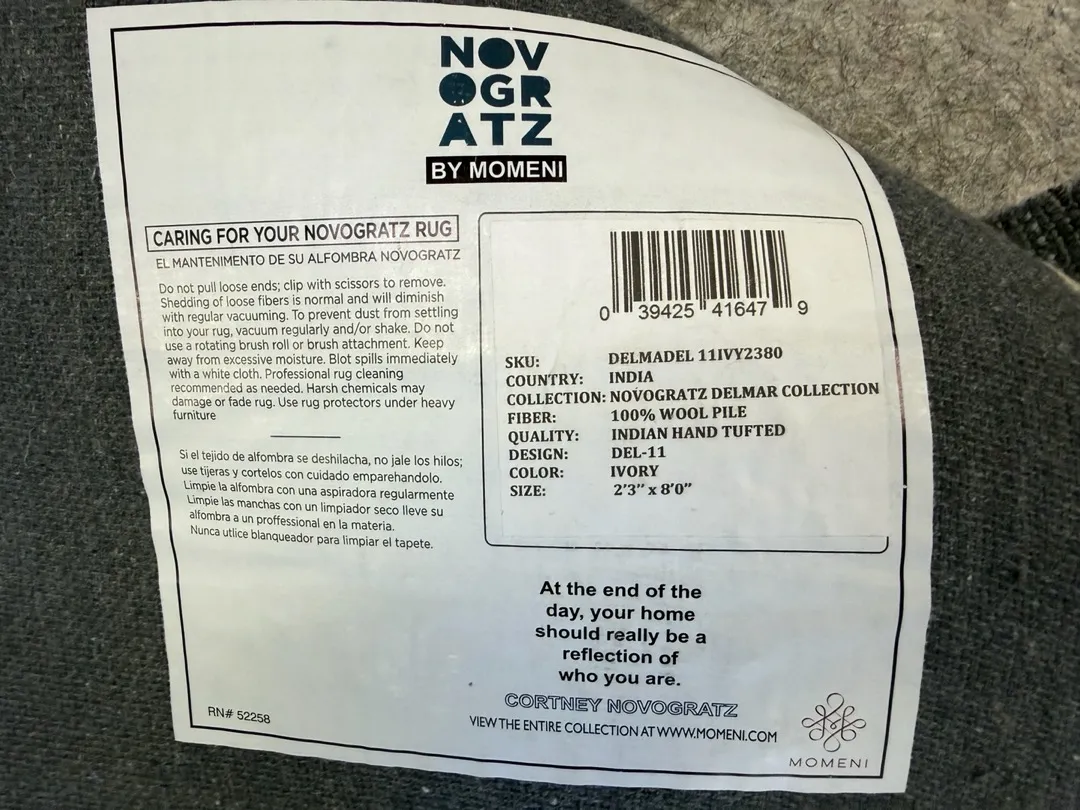 NOV
OGR
ATZ
BY MOMENI
CARING FOR YOUR NOVOGRATZ RUG
EL MANTENIMENTO DE SU ALFOMBRA NOVOGRATZ
Do not pull loose ends; clip with scissors to remove.
Shedding of loose fibers is normal and will diminish
with regular vacuuming. To prevent dust from settling
into your rug, vacuum regularly and/or shake. Do not
use a rotating brush roll or brush attachment. Keep
away from excessive moisture. Blot spills immediately
with a white cloth. Professional rug cleaning
recommended as needed. Harsh chemicals may
damage or fade rug. Use rug protectors under heavy
furniture
Si el tejido de alfombra se deshilacha, no jale los hilos;
use tijeras y cortelos con cuidado emparehandolo.
Limpie la alfombra con una aspiradora regularmente
Limpie las manchas con un limpiador seco lleve su
alfombra a un proffessional en la materia.
Nunca utlice blanqueador para limpiar el tapete.
RN# 52258
0 39425 41647 9
SKU: DELMADEL 11IVY2380
COUNTRY: INDIA
COLLECTION: NOVOGRATZ DELMAR COLLECTION
FIBER: 100% WOOL PILE
QUALITY: INDIAN HAND TUFTED
DESIGN: DEL-11
COLOR: IVORY
SIZE: 2'3" x 8'0"
At the end of the
day, your home
should really be a
reflection of
who you are.
CORTNEY NOVOGRATZ
VIEW THE ENTIRE COLLECTION AT WWW.MOMENI.COM
MOMENI